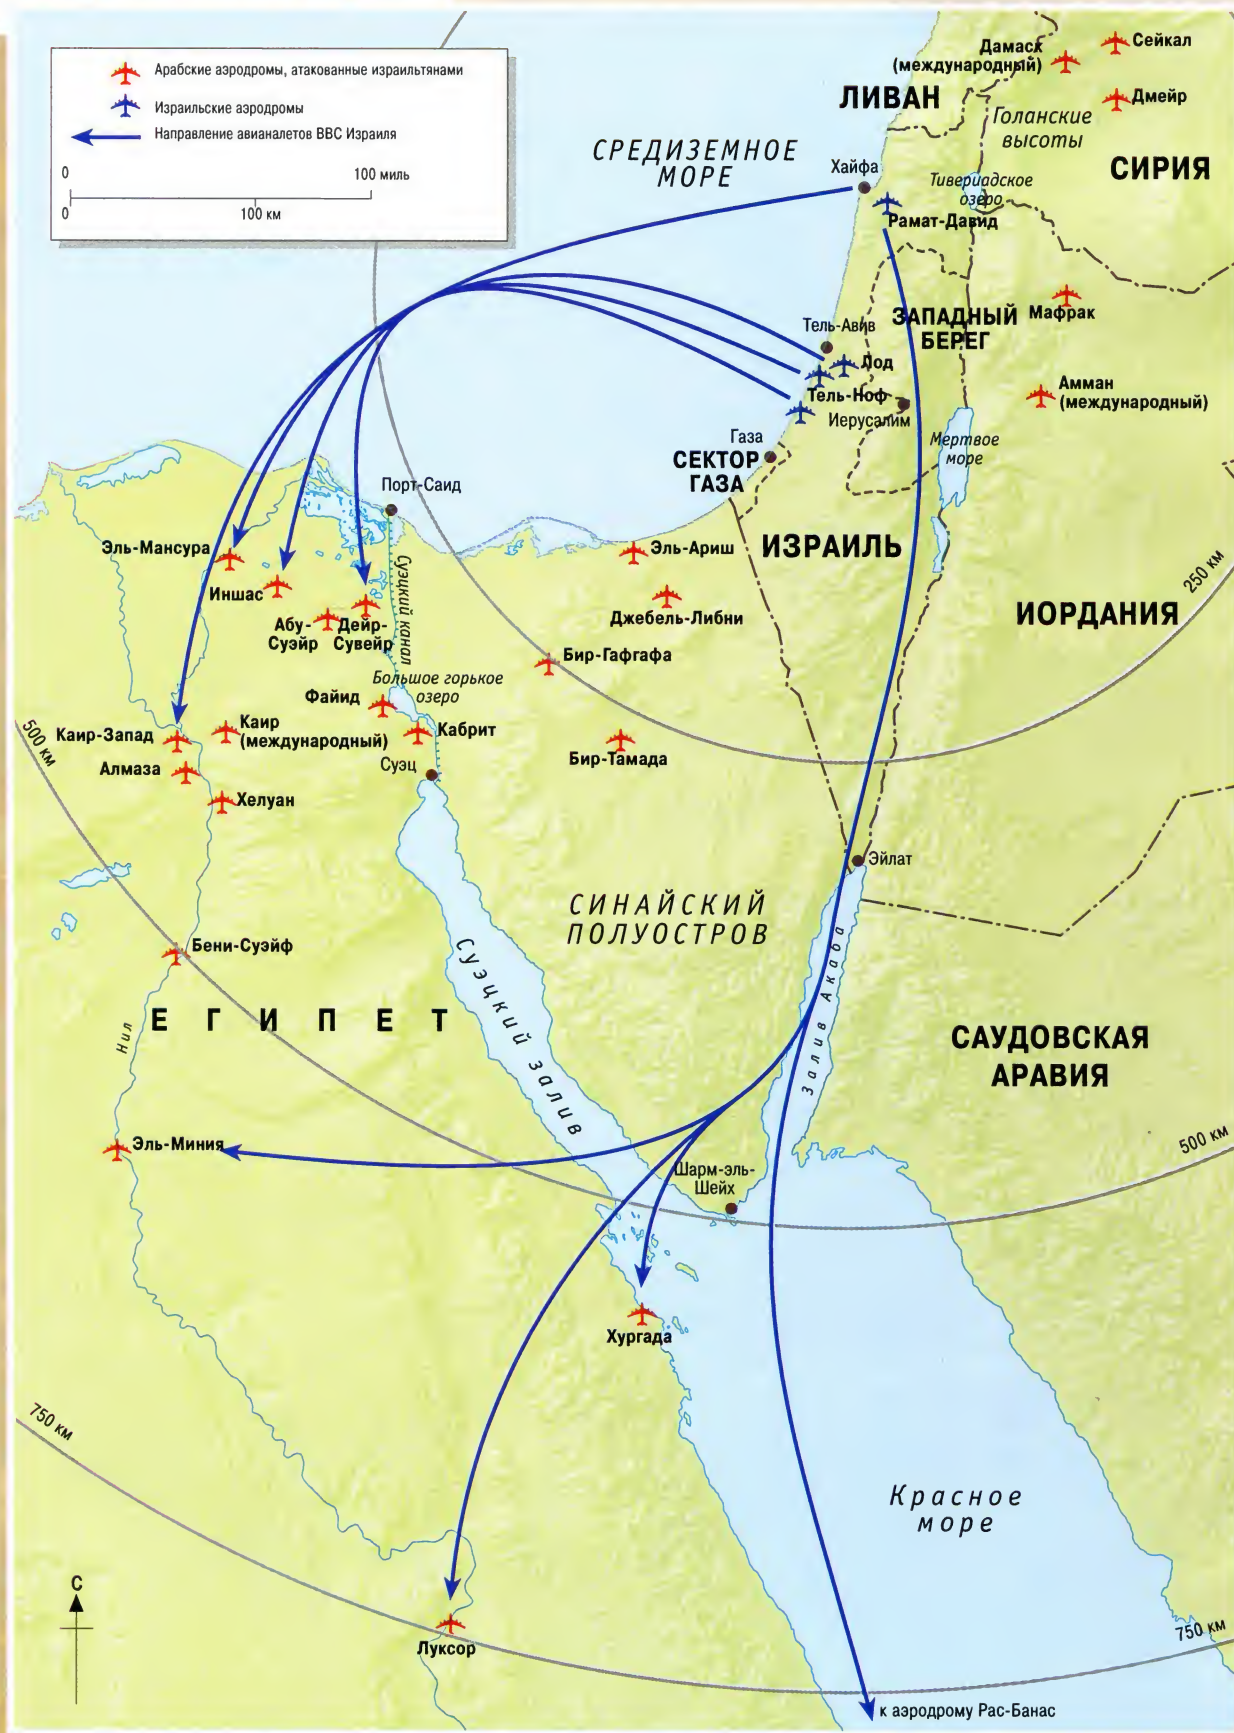 Арабские аэродромы, атакованные израильтянами
Израильские аэродромы
Направление авианалетов ВВС Израиля
0
100 миль
0
100 км
Дамаск
(международный)
Сейкал
Дмейр
ЛИВАН
Голанские
высоты
СИРИЯ
СРЕДИЗЕМНОЕ
МОРЕ
Хайфа
Тивериадское
озеро
Рамат-Давид
Мафрак
ЗАПАДНЫЙ
БЕРЕГ
Тель-Авив
Лод
Тель-Ноф
Амман
(международный)
Иерусалим
Газа
СЕКТОР
ГАЗА
Мертвое
море
Порт-Саид
Эль-Мансура
Иншас
Абу-
Суэйр
Дейр-
Сувейр
Суэцкий канал
Эль-Ариш
ИЗРАИЛЬ
Джебель-Либни
ИОРДАНИЯ
250 км
Бир-Гафгафа
Большое горькое
озеро
Файид
Кабрит
Каир-Запад
Каир
(международный)
500 км
Алмаза
Суэц
Бир-Тамада
Хелуан
Эйлат
СИНАЙСКИЙ
ПОЛУОСТРОВ
Бени-Суэйф
Суэцкий залив
Залив Акаба
ЕГИПЕТ
Нил
САУДОВСКАЯ
АРАВИЯ
Эль-Миния
500 км
Шарм-эль-
Шейх
Хургада
750 км
Красное
море
С
Луксор
750 км
к аэродрому Рас-Банас